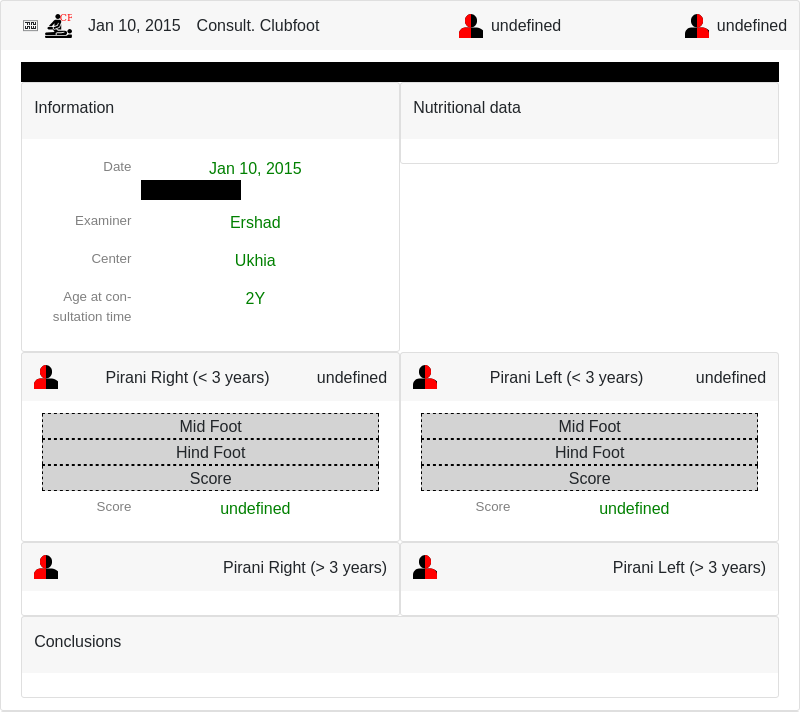 CF
Jan 10, 2015 Consult. Clubfoot undefined undefined
Information
Nutritional data
Date Jan 10, 2015
Examiner Ershad
Center Ukhia
Age at con-
sultation time 2Y
Pirani Right (< 3 years) undefined
Pirani Left (< 3 years) undefined
Mid Foot
Hind Foot
Score
Score undefined
Mid Foot
Hind Foot
Score
Score undefined
Pirani Right (> 3 years)
Pirani Left (> 3 years)
Conclusions